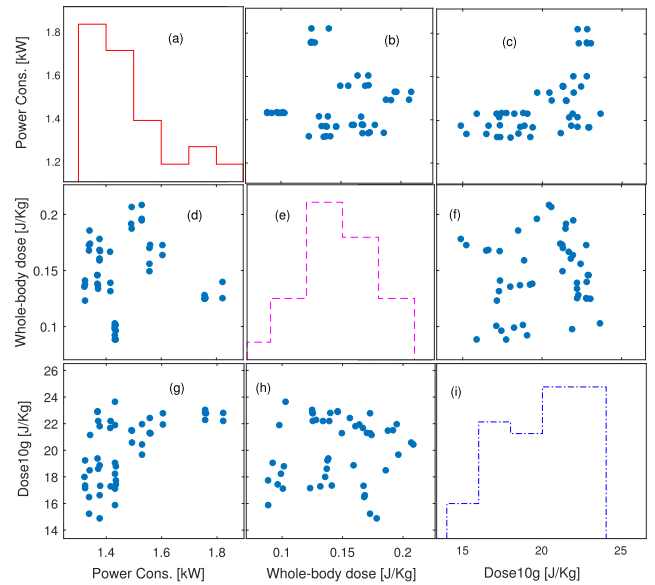 Power Cons. [kW]
1.8
1.6
1.4
1.2
(a)
(b)
(c)
Whole-body dose [J/Kg]
0.2
0.15
0.1
(d)
(e)
(f)
Dose10g [J/Kg]
26
24
22
20
18
16
14
(g)
(h)
(i)
1.4 1.6 1.8
0.1 0.15 0.2
15 20 25
Power Cons. [kW]
Whole-body dose [J/Kg]
Dose10g [J/Kg]